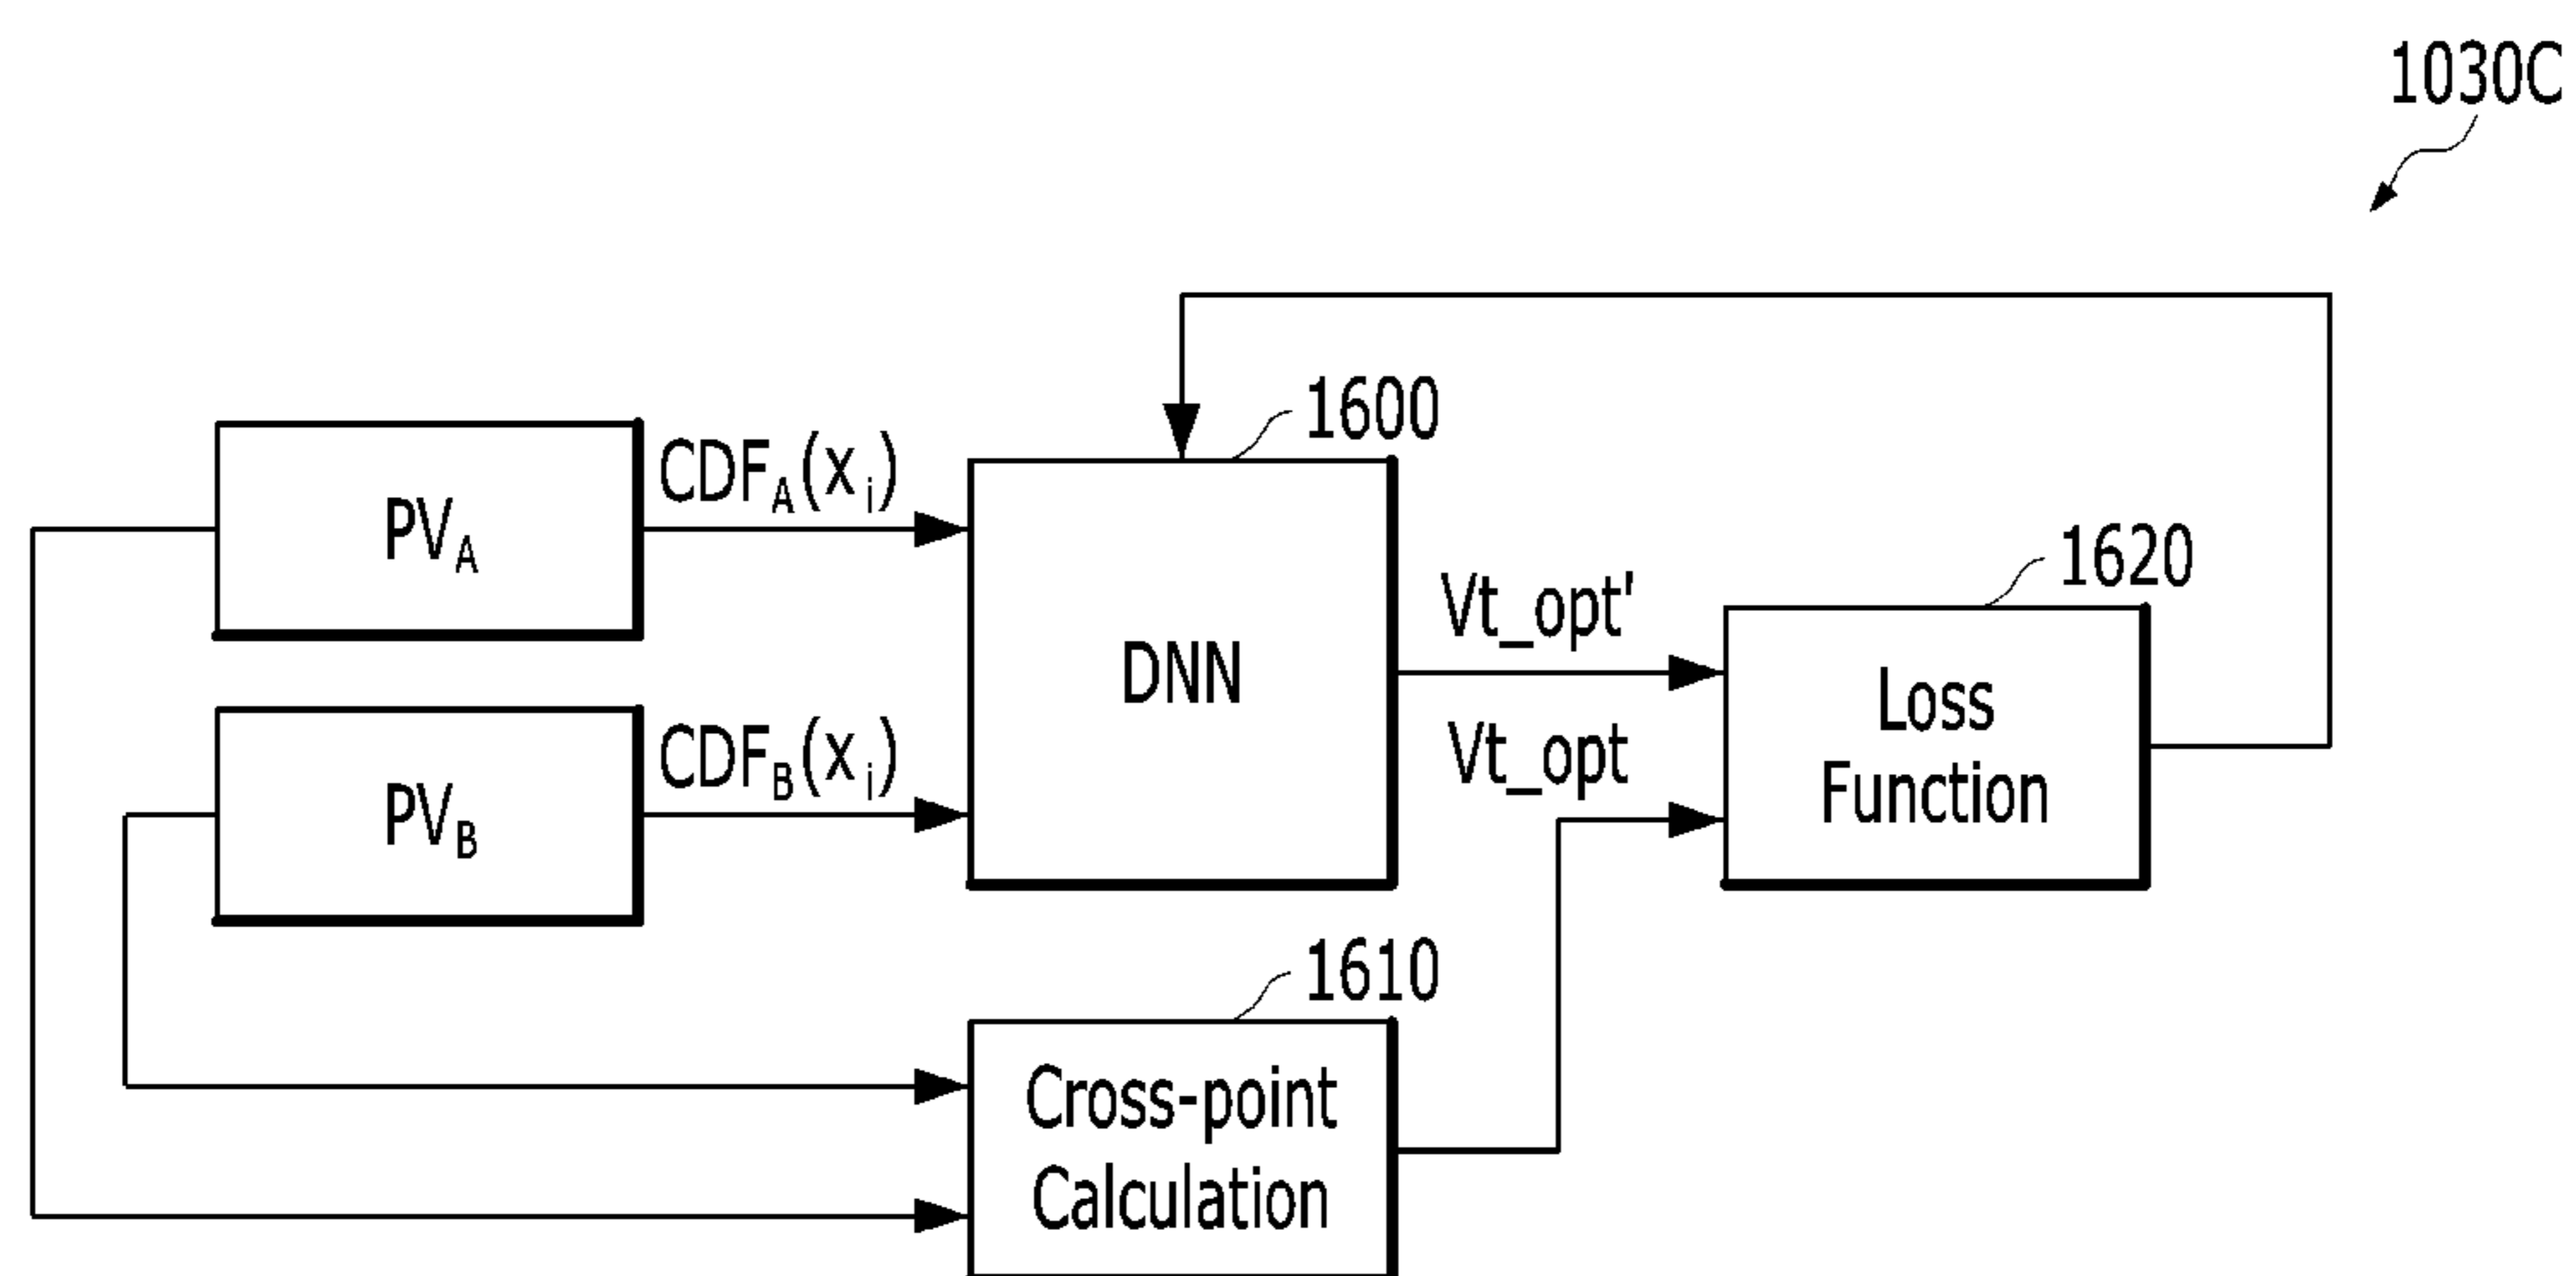 1030C
1600
PV_A
CDF_A(x_i)
DNN
1620
Vt_opt'
Loss
Function
PV_B
CDF_B(x_i)
Vt_opt
1610
Cross-point
Calculation